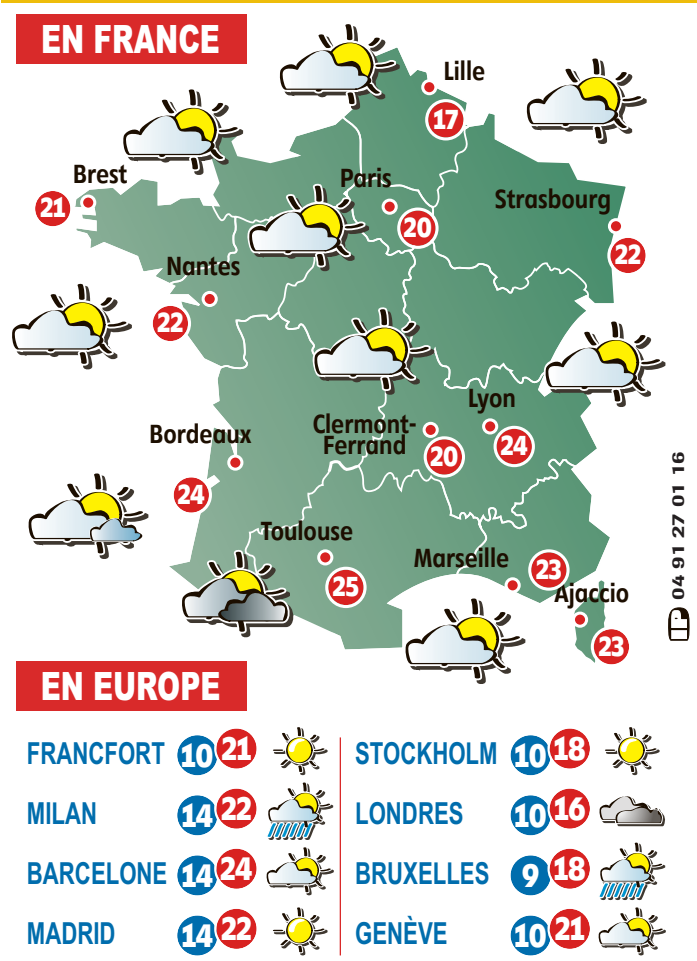 EN FRANCE
Lille
17
Brest
21
Paris
20
Strasbourg
22
Nantes
22
Lyon
24
Clermont-
Ferrand
20
Bordeaux
24
Toulouse
25
Marseille
23
Ajaccio
23
04 91 27 01 16
EN EUROPE
FRANCFORT 10 21
MILAN 14 22
BARCELONE 14 24
MADRID 14 22
STOCKHOLM 10 18
LONDRES 10 16
BRUXELLES 9 18
GENÈVE 10 21